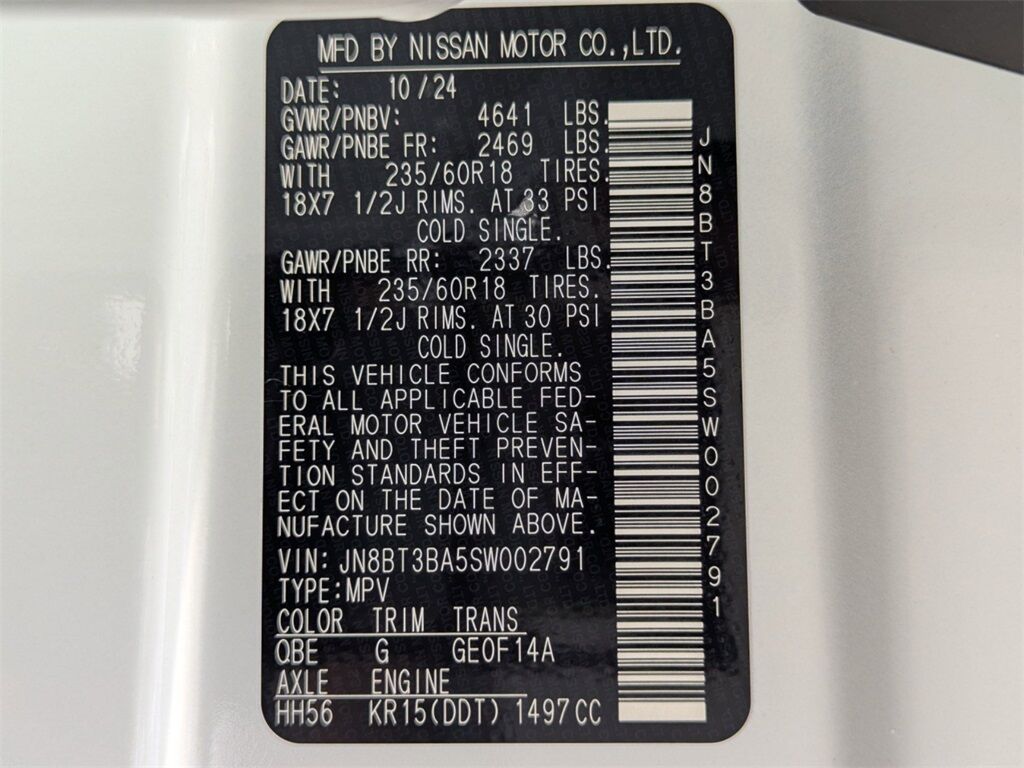 MFD BY NISSAN MOTOR CO.,LTD.
DATE: 10/24
GVWR/PNBV: 4641 LBS.
GAWR/PNBE FR: 2469 LBS.
WITH 235/60R18 TIRES.
18X7 1/2J RIMS. AT 33 PSI
COLD SINGLE.
GAWR/PNBE RR: 2337 LBS.
WITH 235/60R18 TIRES.
18X7 1/2J RIMS. AT 30 PSI
COLD SINGLE.
THIS VEHICLE CONFORMS
TO ALL APPLICABLE FED-
ERAL MOTOR VEHICLE SA-
FETY AND THEFT PREVEN-
TION STANDARDS IN EFF-
ECT ON THE DATE OF MA-
NUFACTURE SHOWN ABOVE.
VIN: JN8BT3BA5SW002791
TYPE:MPV
COLOR TRIM TRANS
QBE G GE0F14A
AXLE ENGINE
HH56 KR15(DDT) 1497CC
JN8BT3BA5SW002791